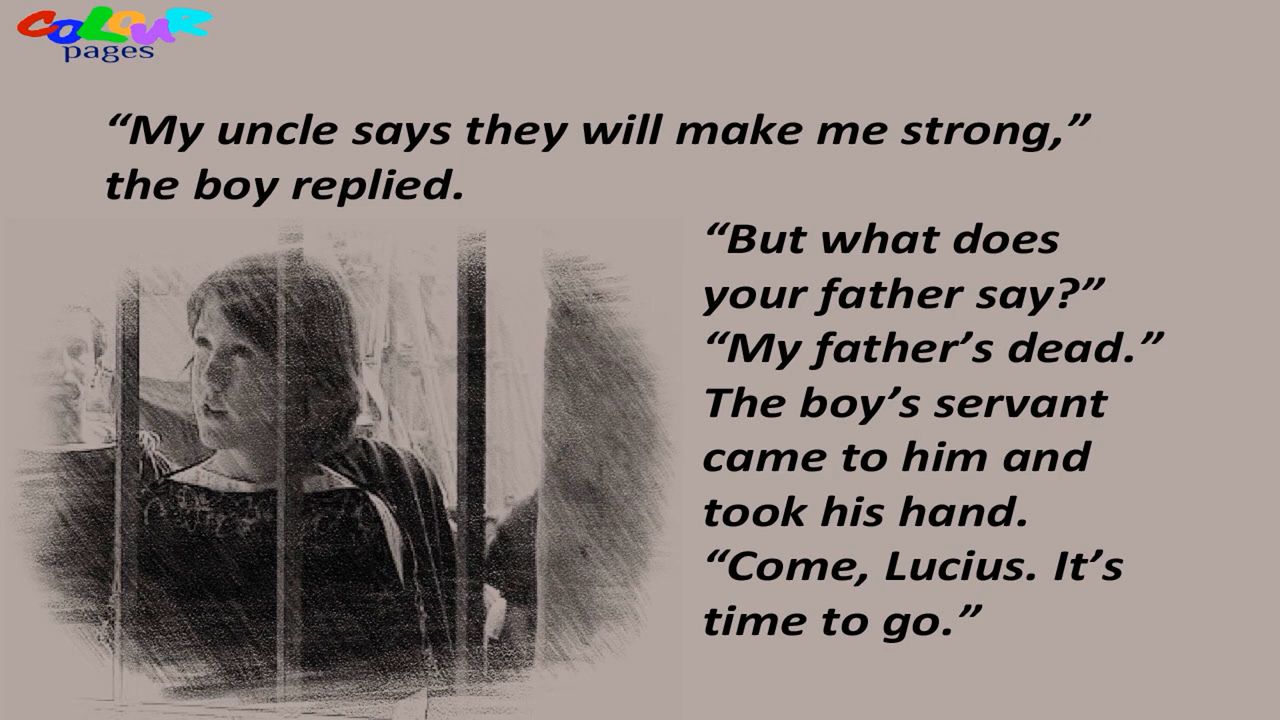 COLOUR
pages
“My uncle says they will make me strong,”
the boy replied.
“But what does
your father say?”
“My father’s dead.”
The boy’s servant
came to him and
took his hand.
“Come, Lucius. It’s
time to go.”